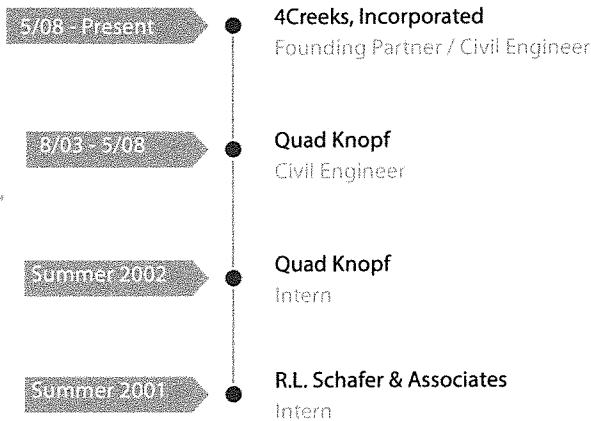 5/08 - Present
4Creeks, Incorporated
Founding Partner / Civil Engineer
8/03 - 5/08
Quad Knopf
Civil Engineer
Summer 2002
Quad Knopf
Intern
Summer 2001
R.L. Schafer & Associates
Intern